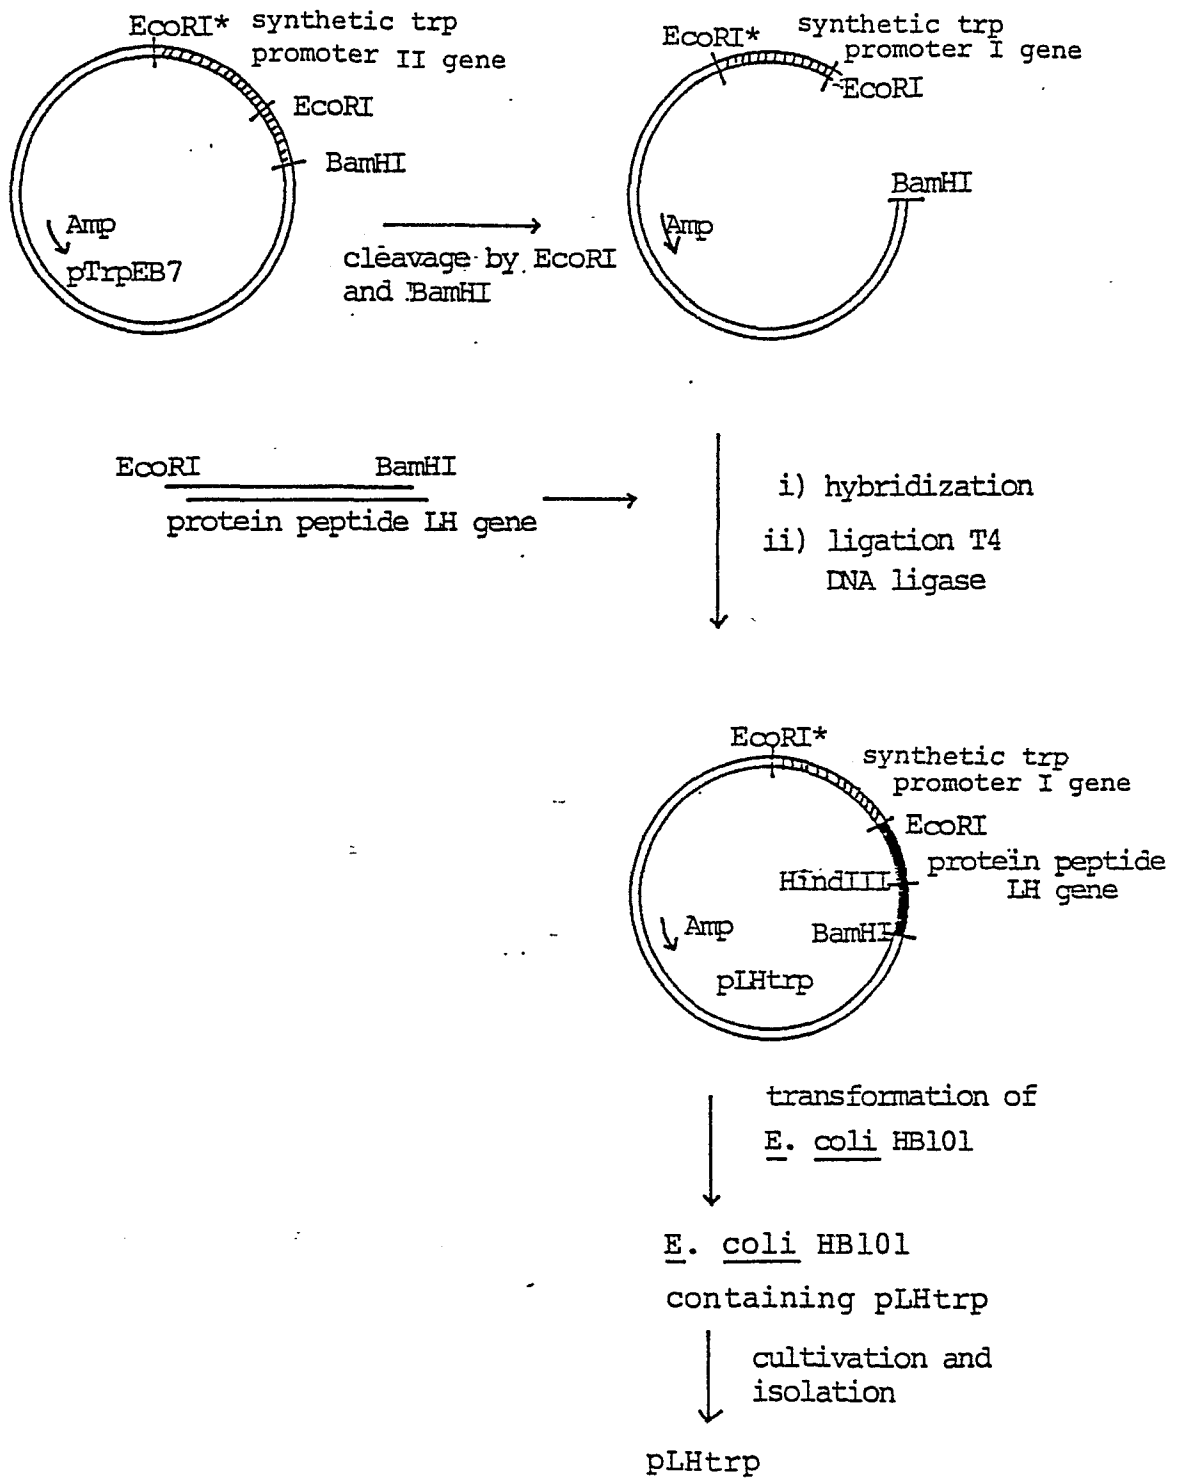 EcoRI*
synthetic trp
promoter II gene
EcoRI
BamHI
Amp
pTrpEB7
cleavage by EcoRI
and BamHI
EcoRI*
synthetic trp
promoter I gene
EcoRI
BamHI
Amp
EcoRI
BamHI
protein peptide LH gene
i) hybridization
ii) ligation T4
DNA ligase
EcoRI*
synthetic trp
promoter I gene
EcoRI
protein peptide
LH gene
HindIII
BamHI
Amp
pLHtrp
transformation of
E. coli HB101
E. coli HB101
containing pLHtrp
cultivation and
isolation
pLHtrp